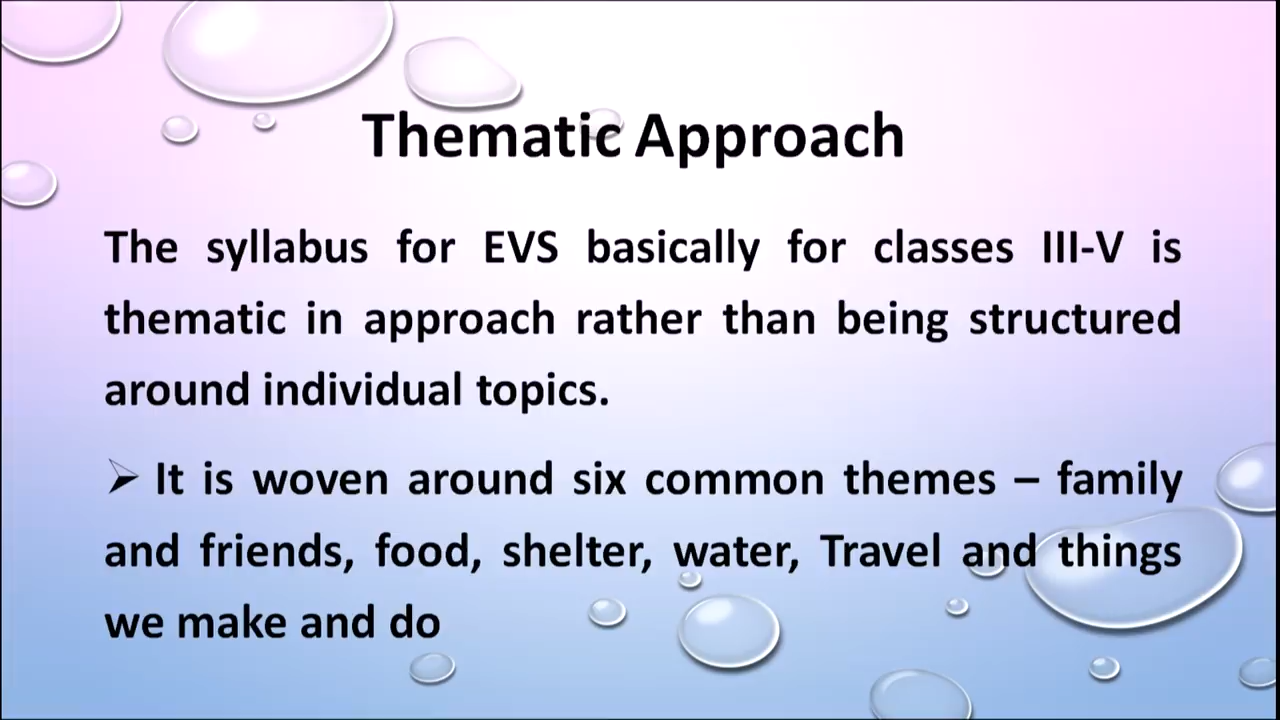 Thematic Approach
The syllabus for EVS basically for classes III-V is
thematic in approach rather than being structured
around individual topics.
➢ It is woven around six common themes – family
and friends, food, shelter, water, Travel and things
we make and do